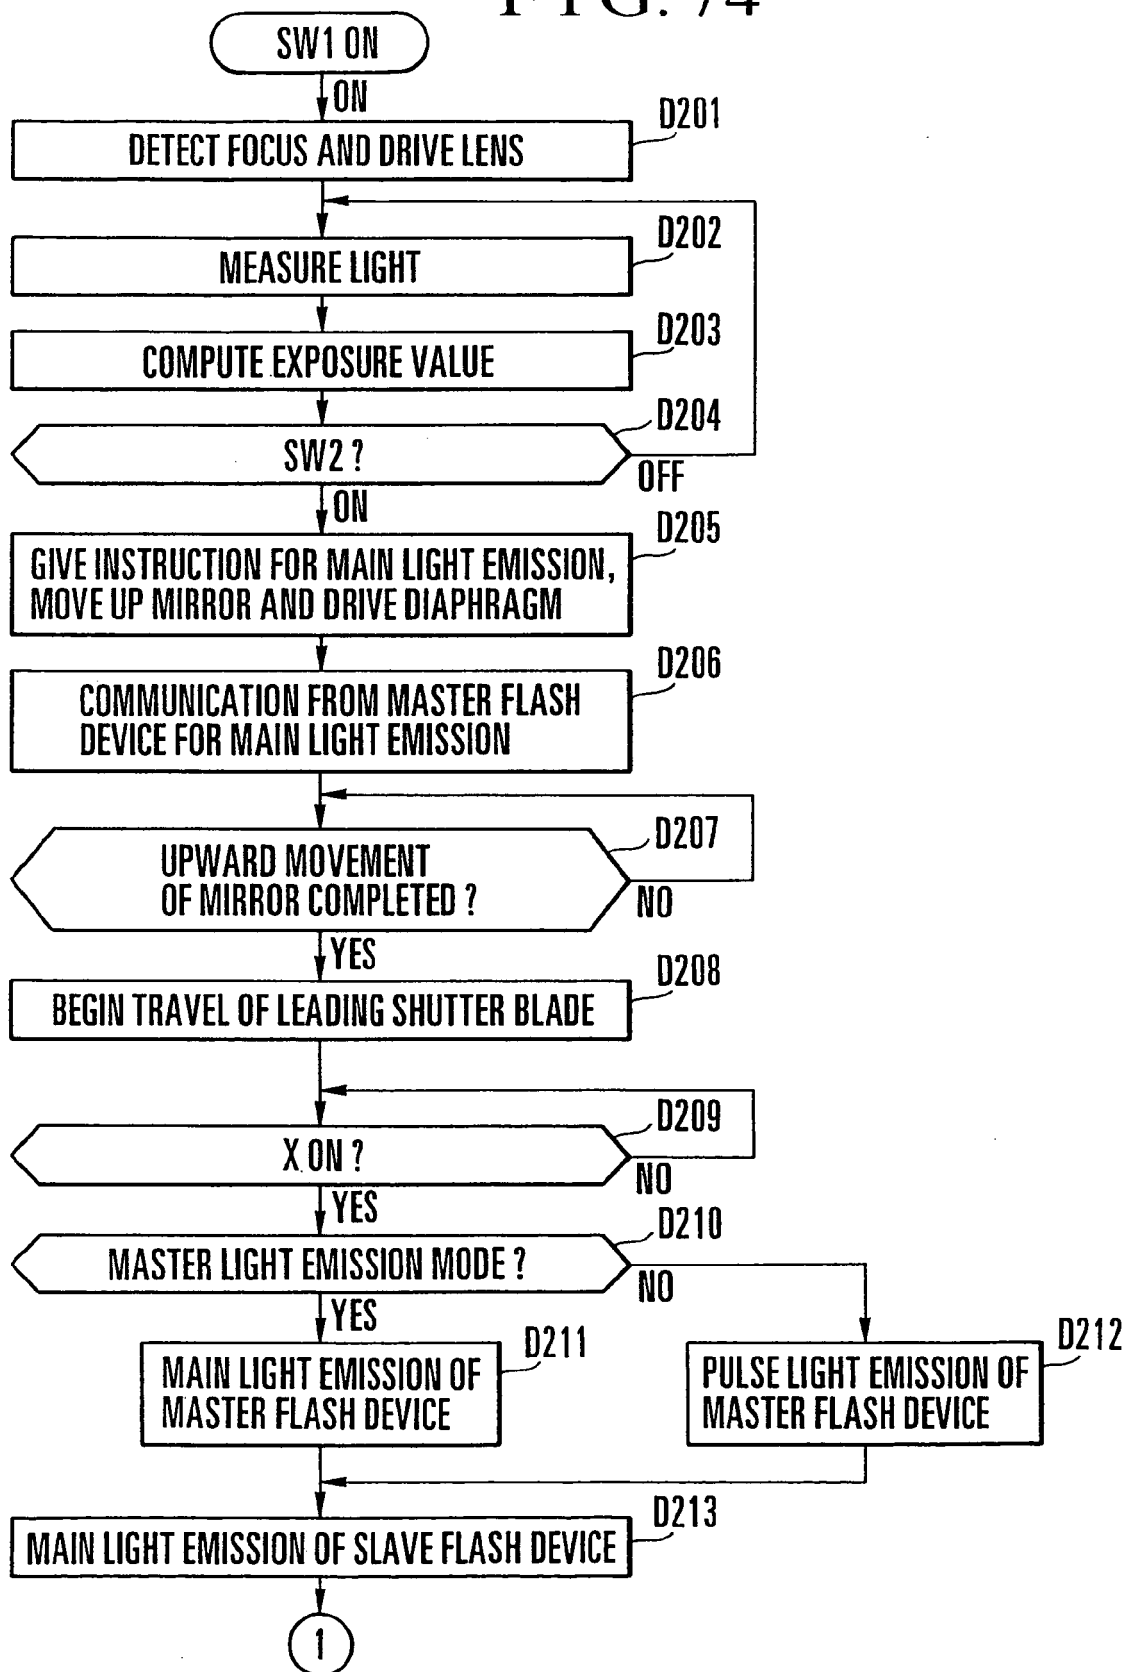 FIG. 74
SW1 ON
ON
D201
DETECT FOCUS AND DRIVE LENS
D202
MEASURE LIGHT
D203
COMPUTE EXPOSURE VALUE
D204
SW2 ?
OFF
ON
D205
GIVE INSTRUCTION FOR MAIN LIGHT EMISSION,
MOVE UP MIRROR AND DRIVE DIAPHRAGM
D206
COMMUNICATION FROM MASTER FLASH
DEVICE FOR MAIN LIGHT EMISSION
D207
UPWARD MOVEMENT
OF MIRROR COMPLETED ?
NO
YES
D208
BEGIN TRAVEL OF LEADING SHUTTER BLADE
D209
X ON ?
NO
YES
D210
MASTER LIGHT EMISSION MODE ?
NO
YES
D211
MAIN LIGHT EMISSION OF
MASTER FLASH DEVICE
D212
PULSE LIGHT EMISSION OF
MASTER FLASH DEVICE
D213
MAIN LIGHT EMISSION OF SLAVE FLASH DEVICE
1